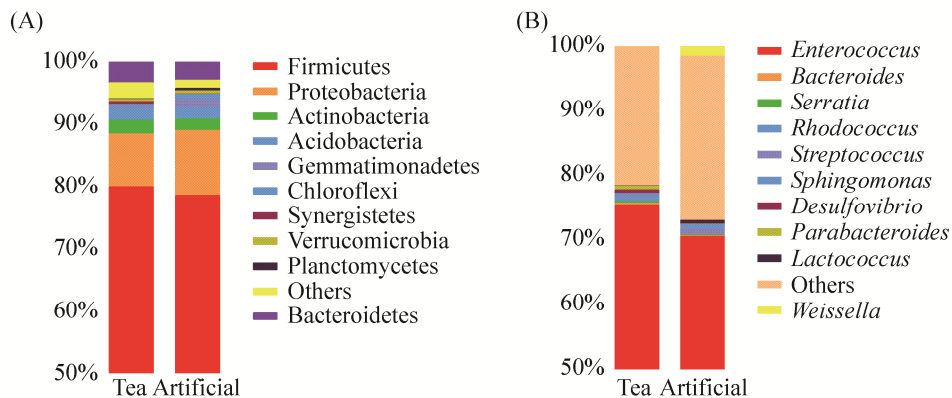 (A)
100%
90%
80%
70%
60%
50%
Tea Artificial
Firmicutes
Proteobacteria
Actinobacteria
Acidobacteria
Gemmatimonadetes
Chloroflexi
Synergistetes
Verrucomicrobia
Planctomycetes
Others
Bacteroidetes
(B)
100%
90%
80%
70%
60%
50%
Tea Artificial
Enterococcus
Bacteroides
Serratia
Rhodococcus
Streptococcus
Sphingomonas
Desulfovibrio
Parabacteroides
Lactococcus
Others
Weissella